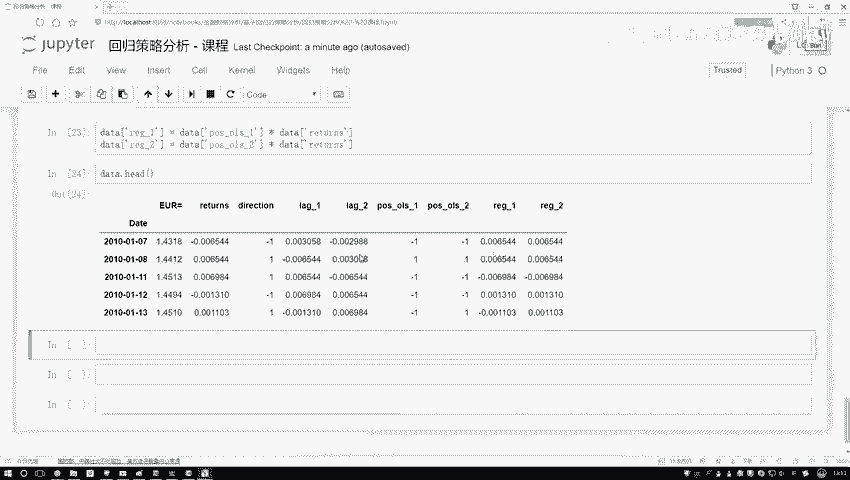 jupyter 回归策略分析 - 课程 Last Checkpoint: a minute ago (autosaved)
File Edit View Insert Cell Kernel Widgets Help
Trusted Python 3
Code
In [23]: data['reg_1'] = data['pos_ols_1'] * data['returns']
data['reg_2'] = data['pos_ols_2'] * data['returns']
In [24]: data.head()
Out[24]:
EUR= returns direction lag_1 lag_2 pos_ols_1 pos_ols_2 reg_1 reg_2
Date
2010-01-07 1.4318 -0.006544 -1 0.003058 -0.002988 -1 -1 0.006544 0.006544
2010-01-08 1.4412 0.006544 1 -0.006544 0.003058 1 1 0.006544 0.006544
2010-01-11 1.4513 0.006984 1 0.006544 -0.006544 -1 -1 -0.006984 -0.006984
2010-01-12 1.4494 -0.001310 -1 0.006984 0.006544 -1 -1 0.001310 0.001310
2010-01-13 1.4510 0.001103 1 -0.001310 0.006984 -1 1 -0.001103 0.001103
In [ ]:
In [ ]:
In [ ]: